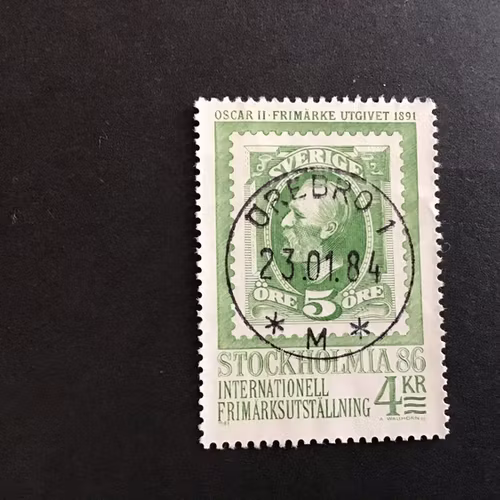 OSCAR II · FRIMÄRKE UTGIVET 1891
SVERIGE
ÖREBRO 1
23.01.84
ÖRE 5 ÖRE
* M *
STOCKHOLMIA 86
INTERNATIONELL
FRIMÄRKSUTSTÄLLNING
4 KR